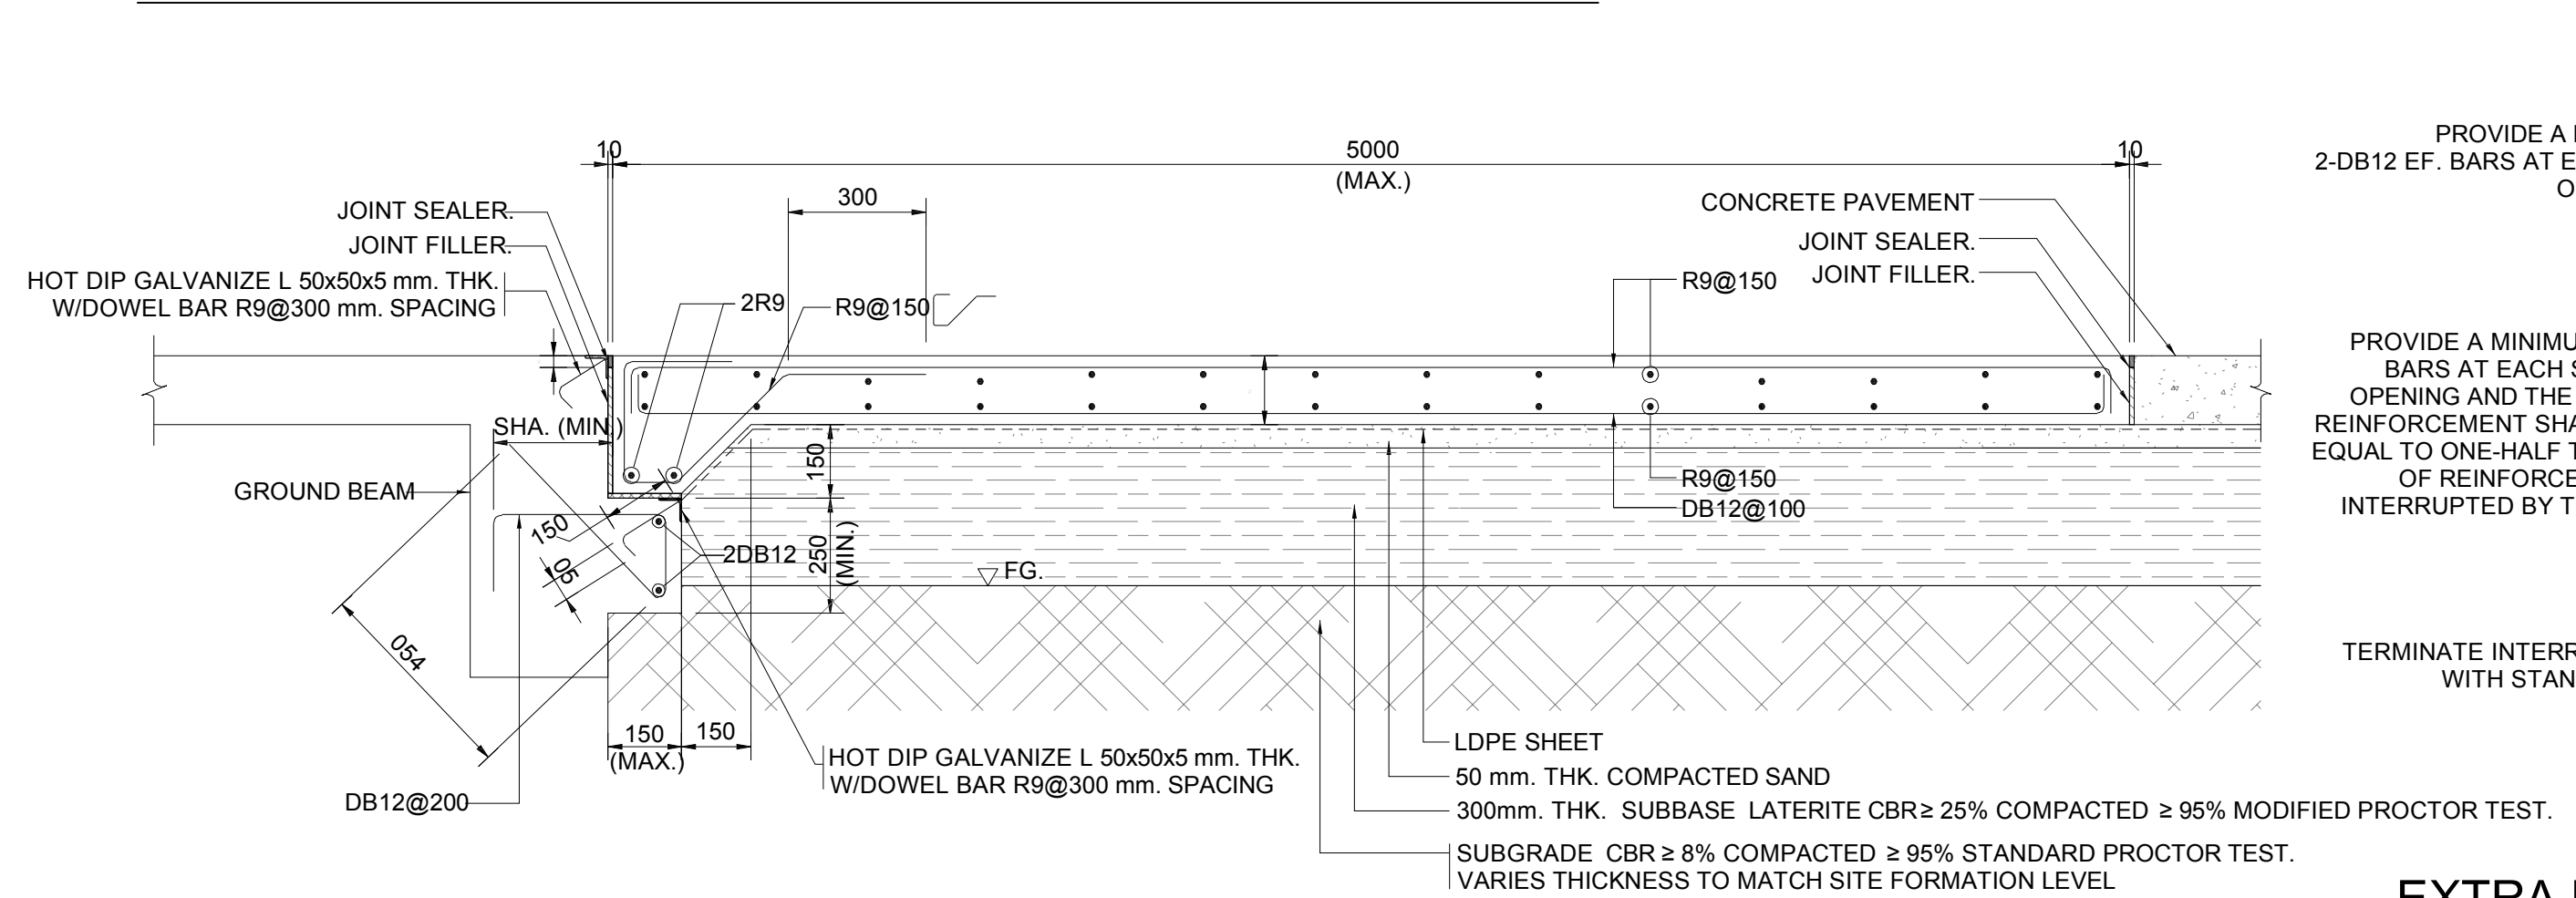 10
5000
(MAX.)
10
300
JOINT SEALER.
JOINT FILLER.
HOT DIP GALVANIZE L 50x50x5 mm. THK.
W/DOWEL BAR R9@300 mm. SPACING
2R9
R9@150
R9@150
CONCRETE PAVEMENT
JOINT SEALER.
JOINT FILLER.
SHA. (MIN.)
GROUND BEAM
150
05
054
150
250
(MIN.)
2DB12
FG.
R9@150
DB12@100
150
(MAX.)
150
DB12@200
HOT DIP GALVANIZE L 50x50x5 mm. THK.
W/DOWEL BAR R9@300 mm. SPACING
LDPE SHEET
50 mm. THK. COMPACTED SAND
300mm. THK. SUBBASE LATERITE CBR≥ 25% COMPACTED ≥ 95% MODIFIED PROCTOR TEST.
SUBGRADE CBR ≥ 8% COMPACTED ≥ 95% STANDARD PROCTOR TEST.
VARIES THICKNESS TO MATCH SITE FORMATION LEVEL
PROVIDE A
2-DB12 EF. BARS AT
PROVIDE A
BARS AT EACH
OPENING AND THE
REINFORCEMENT
EQUAL TO ONE-HALF
OF
INTERRUPTED BY
TERMINATE
WITH
EXTRA